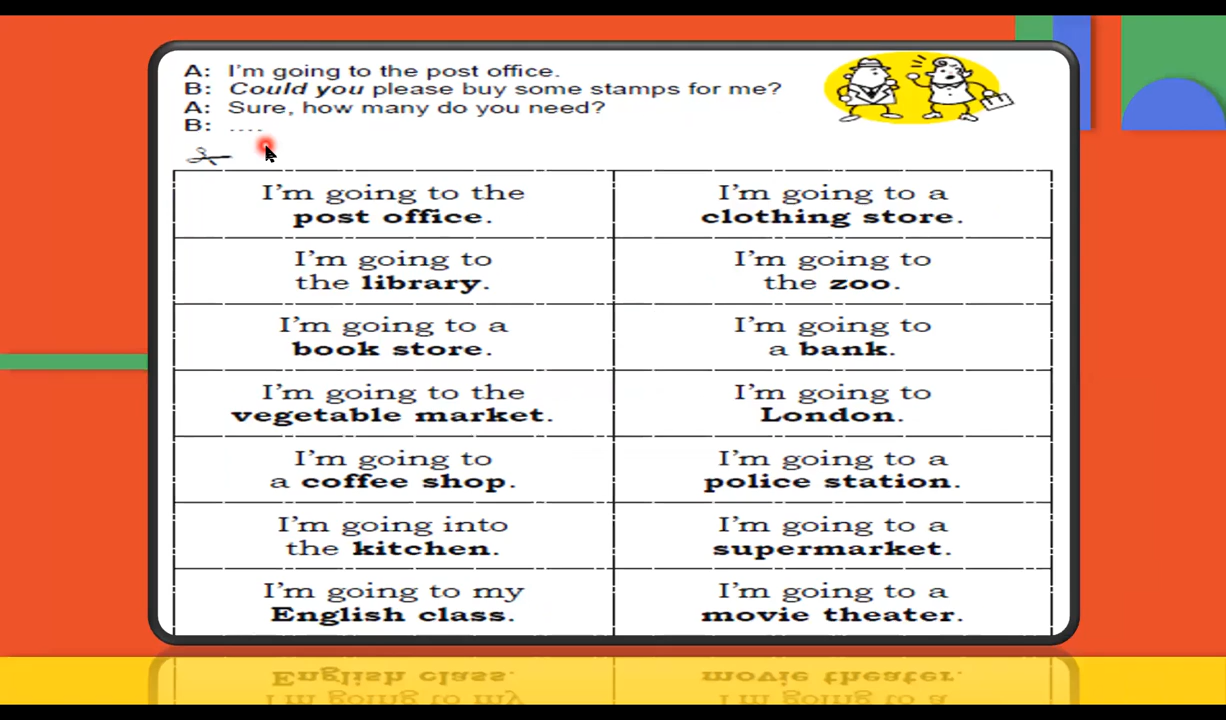 A: I'm going to the post office.
B: Could you please buy some stamps for me?
A: Sure, how many do you need?
B: ....
I'm going to the
post office.
I'm going to a
clothing store.
I'm going to
the library.
I'm going to
the zoo.
I'm going to a
book store.
I'm going to
a bank.
I'm going to the
vegetable market.
I'm going to
London.
I'm going to
a coffee shop.
I'm going to a
police station.
I'm going into
the kitchen.
I'm going to a
supermarket.
I'm going to my
English class.
I'm going to a
movie theater.